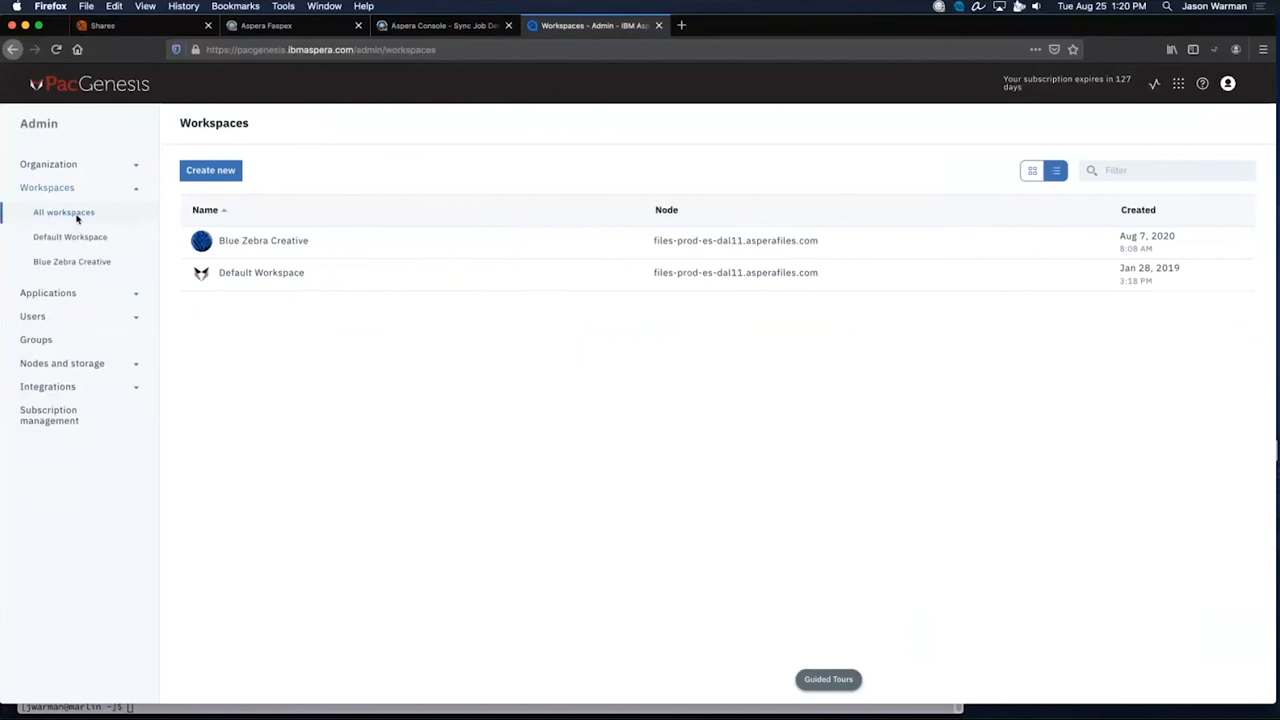 Firefox File Edit View History Bookmarks Tools Window Help Tue Aug 25 1:20 PM Jason Warman
Shares
Aspera Faspex
Aspera Console - Sync Job De
Workspaces - Admin - IBM As
https://pacgenesis.ibmaspera.com/admin/workspaces
PacGenesis
Your subscription expires in 127
days
Admin
Organization
Workspaces
All workspaces
Default Workspace
Blue Zebra Creative
Applications
Users
Groups
Nodes and storage
Integrations
Subscription
management
Workspaces
Create new
Filter
Name Node Created
Blue Zebra Creative files-prod-es-dal11.asperafiles.com Aug 7, 2020
8:08 AM
Default Workspace files-prod-es-dal11.asperafiles.com Jan 28, 2019
3:18 PM
Guided Tours
[jwarman@marlin ~]$